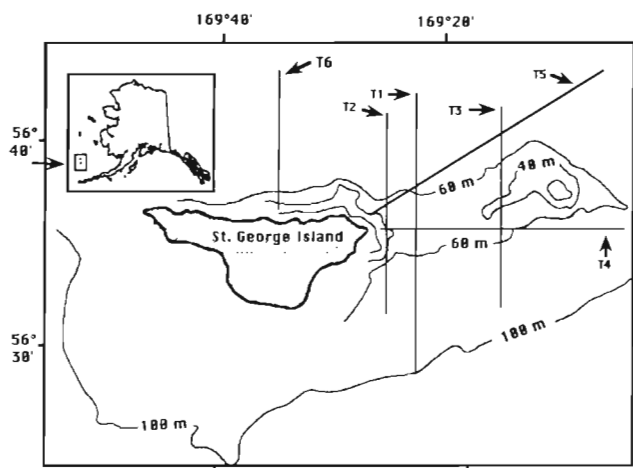 169°40'
169°20'
T6
T1
T5
T2
T3
56°
40'
60 m
40 m
St. George Island
60 m
T4
56°
30'
100 m
100 m